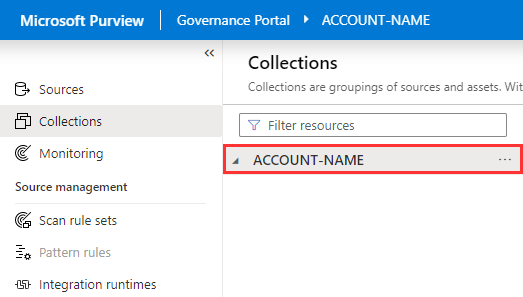 Microsoft Purview Governance Portal ACCOUNT-NAME
Sources
Collections
Monitoring
Source management
Scan rule sets
Pattern rules
Integration runtimes
Collections
Collections are groupings of sources and assets. Wit
Filter resources
ACCOUNT-NAME ...